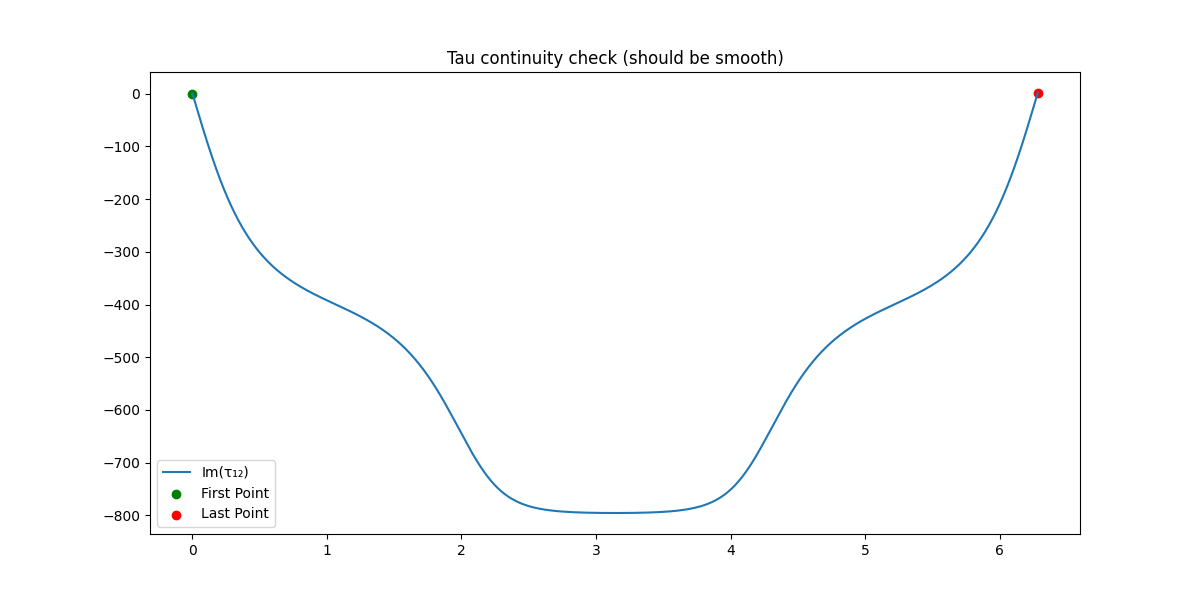 Tau continuity check (should be smooth)
0
−100
−200
−300
−400
−500
−600
−700
−800
Im(τ₁₂)
First Point
Last Point
0 1 2 3 4 5 6